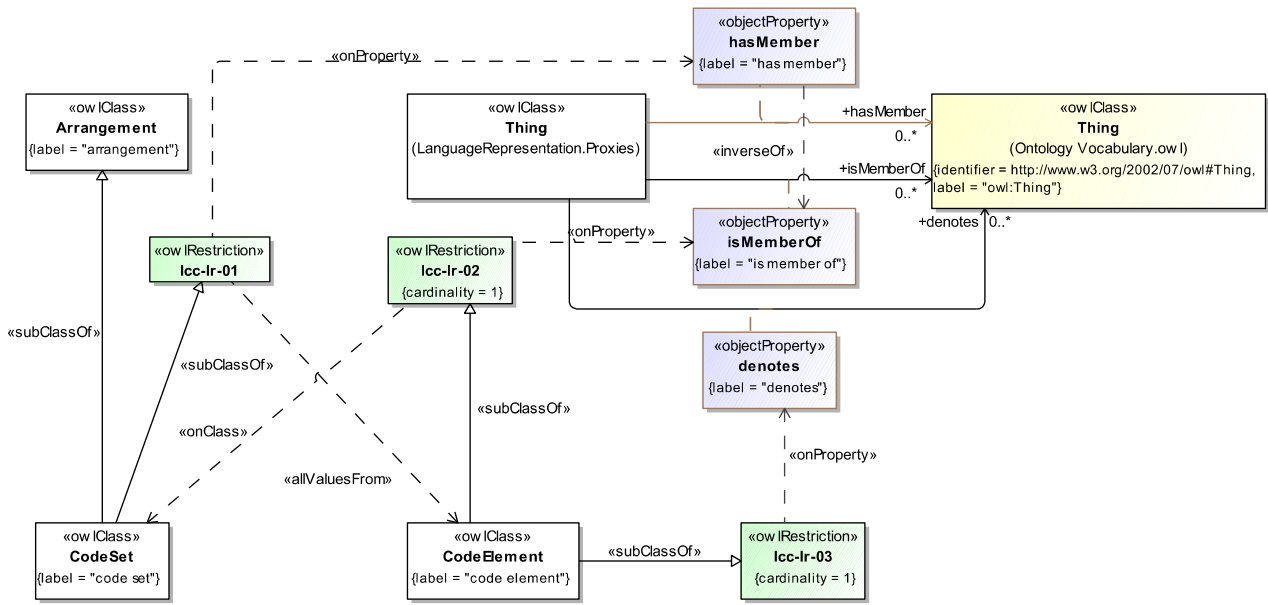 «objectProperty»
hasMember
{label = "has member"}
«onProperty»
«owlClass»
Arrangement
{label = "arrangement"}
«owlClass»
Thing
(LanguageRepresentation.Proxies)
+hasMember
0..*
«inverseOf»
+isMemberOf
0..*
«owlClass»
Thing
(Ontology Vocabulary.owl)
{identifier = http://www.w3.org/2002/07/owl#Thing,
label = "owl:Thing"}
+denotes 0..*
«owlRestriction»
lcc-lr-01
«owlRestriction»
lcc-lr-02
{cardinality = 1}
«onProperty»
«objectProperty»
isMemberOf
{label = "is member of"}
«subClassOf»
«subClassOf»
«objectProperty»
denotes
{label = "denotes"}
«subClassOf»
«onClass»
«onProperty»
«allValuesFrom»
«owlClass»
CodeSet
{label = "code set"}
«owlClass»
CodeElement
{label = "code element"}
«subClassOf»
«owlRestriction»
lcc-lr-03
{cardinality = 1}